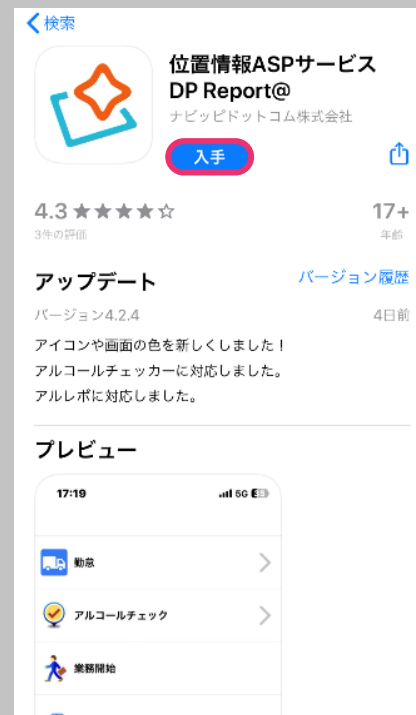 検索
位置情報ASPサービス
DP Report@
ナビッピドットコム株式会社
入手
4.3 ★★★★☆
17+
3件の評価
年齢
アップデート
バージョン履歴
バージョン4.2.4
4日前
アイコンや画面の色を新しくしました！
アルコールチェッカーに対応しました。
アルレポに対応しました。
プレビュー
17:19
5G
勤怠
アルコールチェック
業務開始